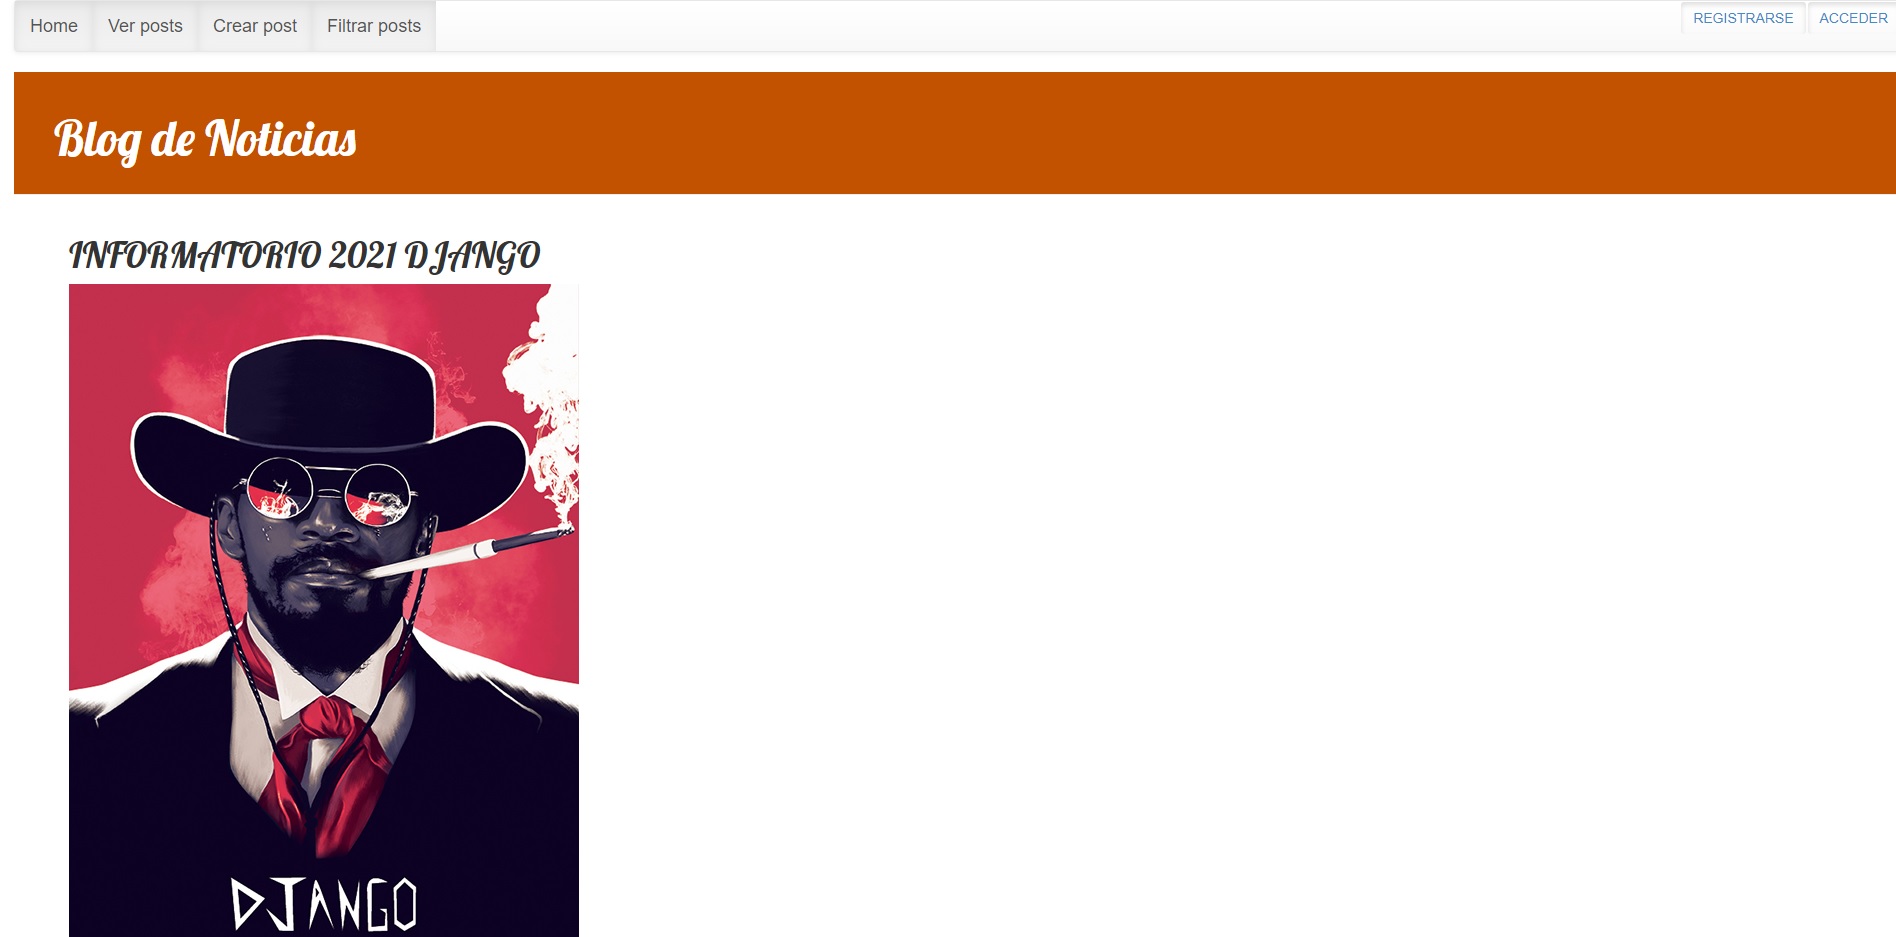 Home Ver posts Crear post Filtrar posts REGISTRARSE ACCEDER
Blog de Noticias
INFORMATORIO 2021 DJANGO
DJANGO